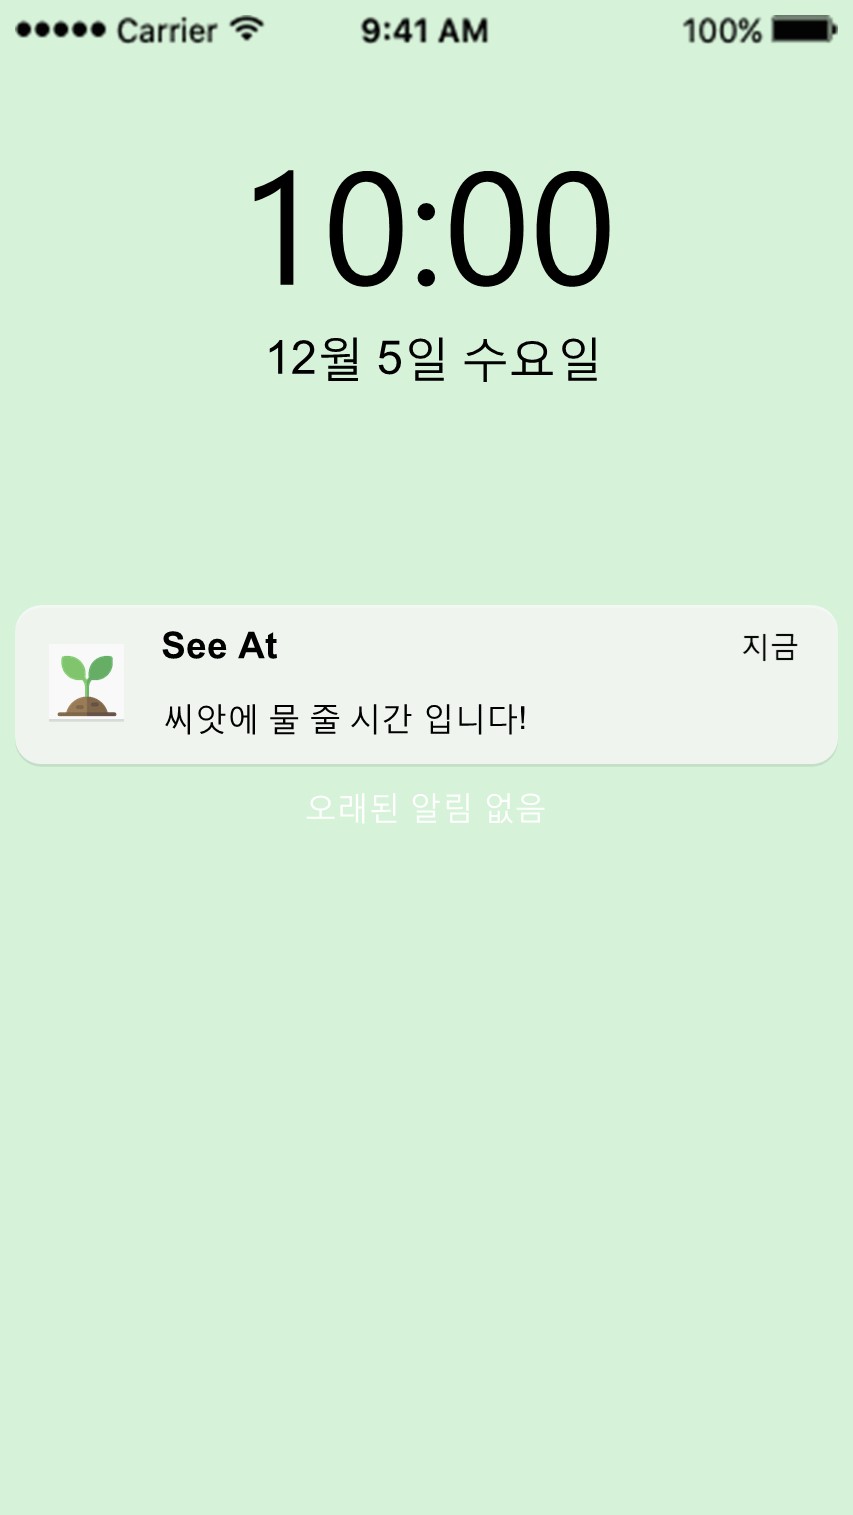 Carrier 9:41 AM 100%
10:00
12월 5일 수요일
See At 지금
씨앗에 물 줄 시간 입니다!
오래된 알림 없음